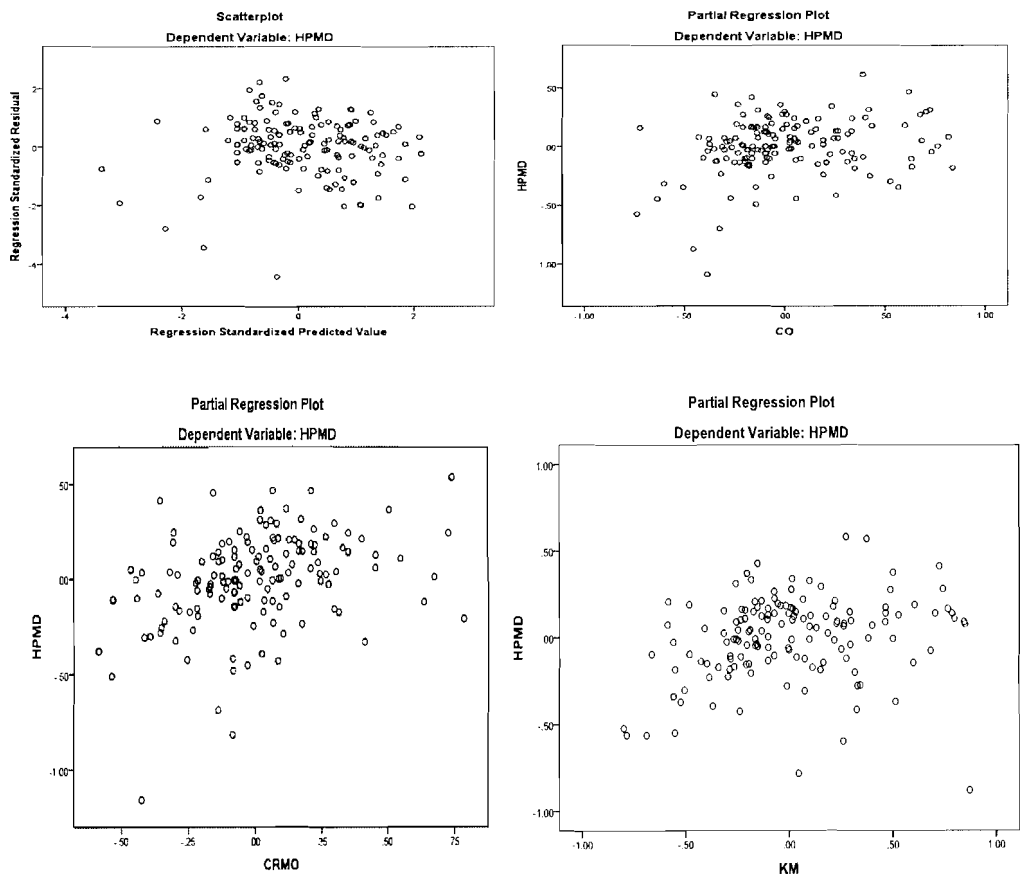 Scatterplot
Dependent Variable: HPMD
Regression Standardized Residual
2
0
-2
-4
-4
-2
0
2
Regression Standardized Predicted Value
Partial Regression Plot
Dependent Variable: HPMD
HPMD
.50
.00
-.50
-1.00
-1.00
-.50
.00
.50
1.00
CO
Partial Regression Plot
Dependent Variable: HPMD
HPMD
.50
.00
-.50
-1.00
-.50
-.25
.00
.25
.50
.75
CRMO
Partial Regression Plot
Dependent Variable: HPMD
HPMD
1.00
.50
.00
-.50
-1.00
-1.00
-.50
.00
.50
1.00
KM